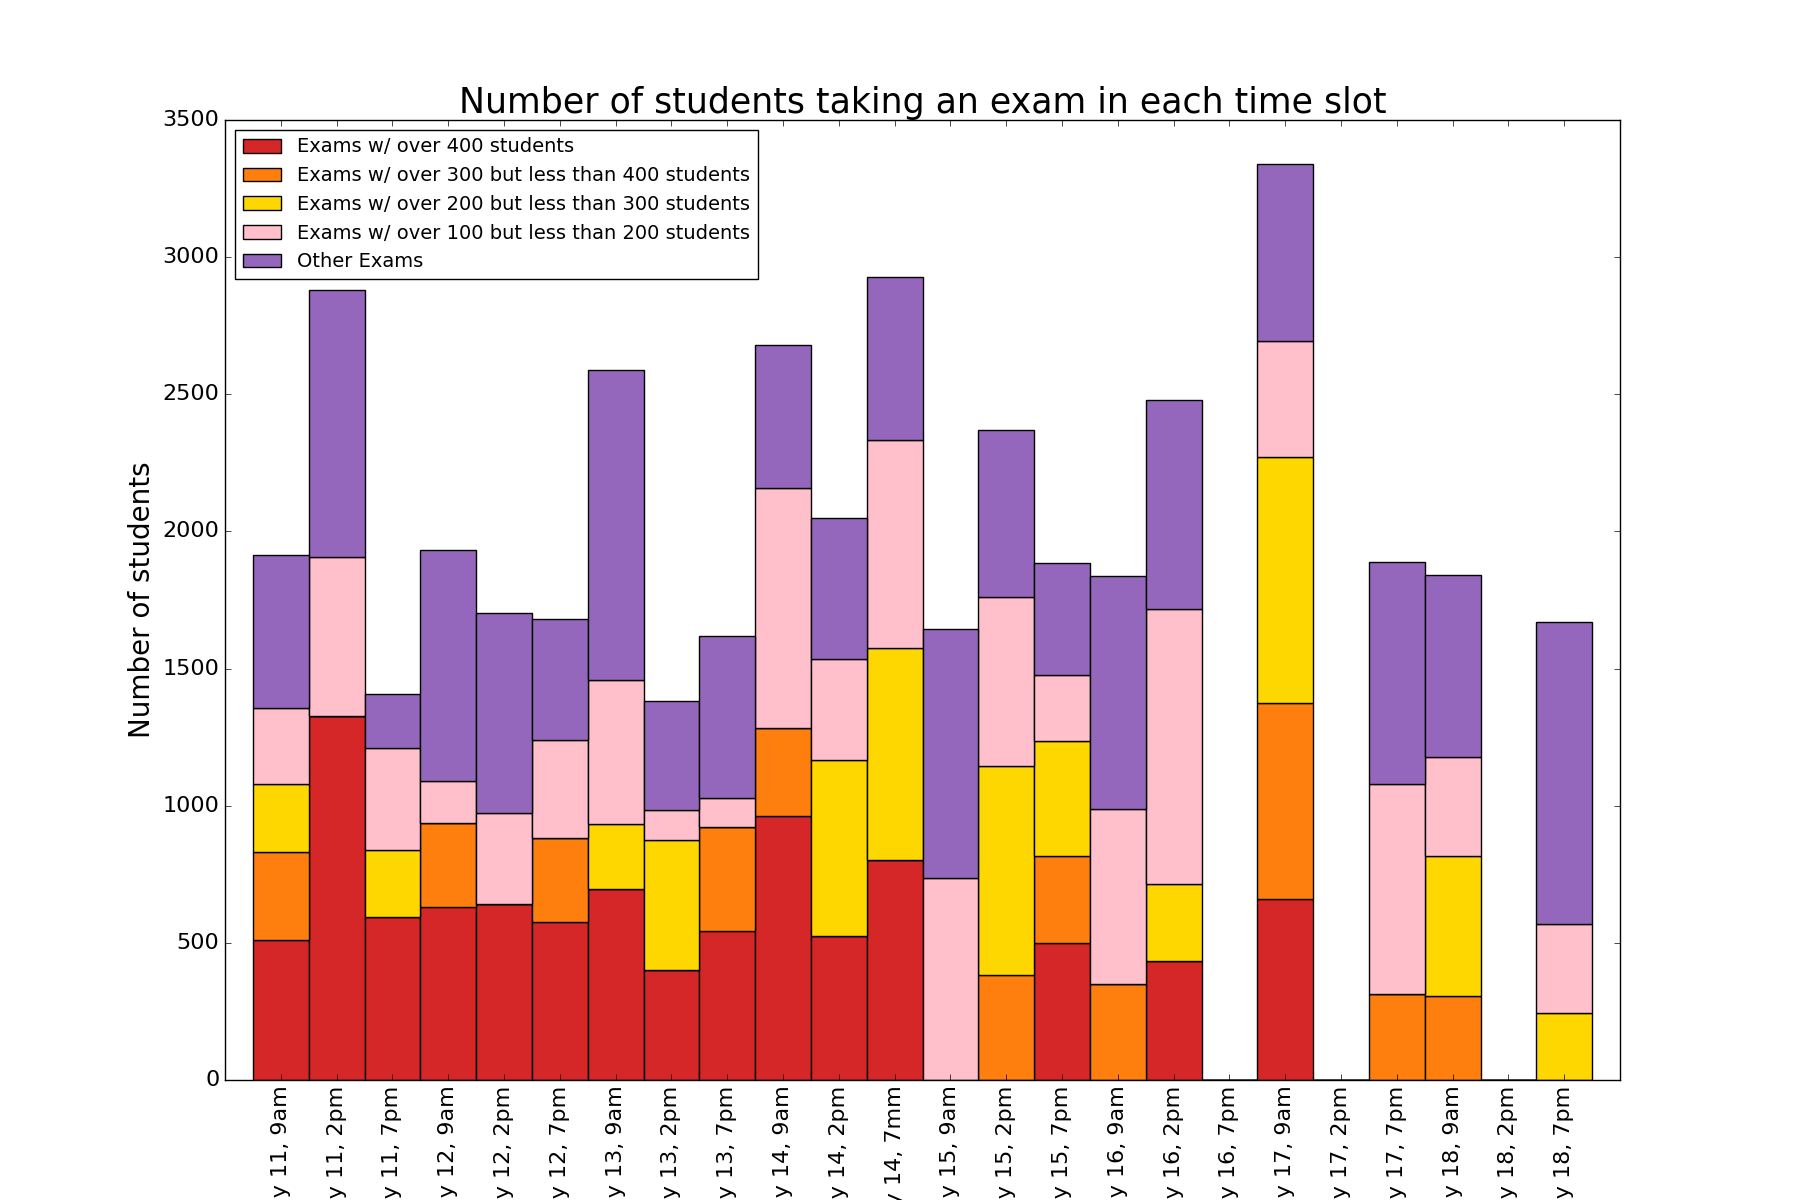 Number of students taking an exam in each time slot
Exams w/ over 400 students
Exams w/ over 300 but less than 400 students
Exams w/ over 200 but less than 300 students
Exams w/ over 100 but less than 200 students
Other Exams
3500
3000
2500
2000
1500
1000
500
0
Number of students
y 11, 9am
y 11, 2pm
y 11, 7pm
y 12, 9am
y 12, 2pm
y 12, 7pm
y 13, 9am
y 13, 2pm
y 13, 7pm
y 14, 9am
y 14, 2pm
y 14, 7mm
y 15, 9am
y 15, 2pm
y 15, 7pm
y 16, 9am
y 16, 2pm
y 16, 7pm
y 17, 9am
y 17, 2pm
y 17, 7pm
y 18, 9am
y 18, 2pm
y 18, 7pm